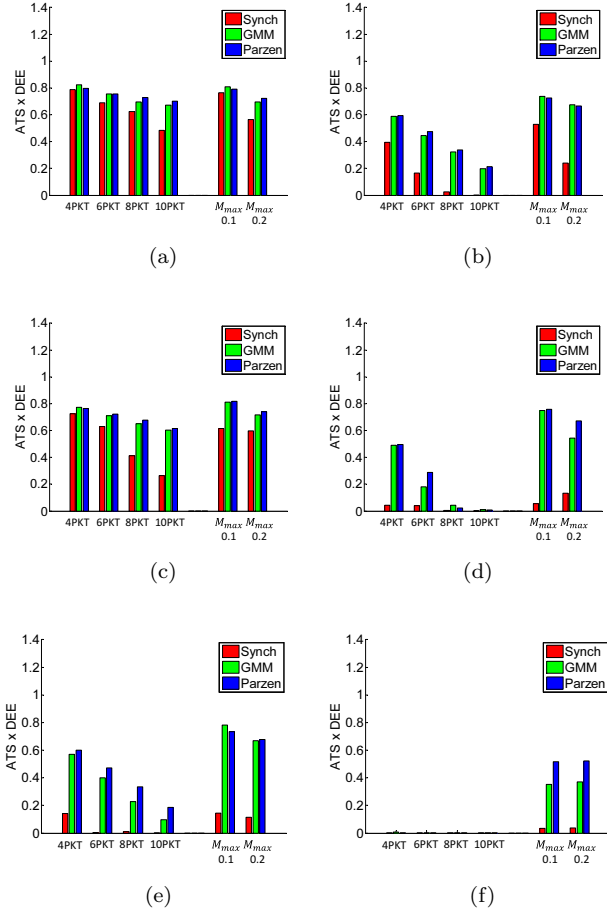 1.4
1.2
1
0.8
0.6
0.4
0.2
0
ATS x DEE
Synch
GMM
Parzen
4PKT 6PKT 8PKT 10PKT M_max 0.1 M_max 0.2
(a)
1.4
1.2
1
0.8
0.6
0.4
0.2
0
ATS x DEE
Synch
GMM
Parzen
4PKT 6PKT 8PKT 10PKT M_max 0.1 M_max 0.2
(b)
1.4
1.2
1
0.8
0.6
0.4
0.2
0
ATS x DEE
Synch
GMM
Parzen
4PKT 6PKT 8PKT 10PKT M_max 0.1 M_max 0.2
(c)
1.4
1.2
1
0.8
0.6
0.4
0.2
0
ATS x DEE
Synch
GMM
Parzen
4PKT 6PKT 8PKT 10PKT M_max 0.1 M_max 0.2
(d)
1.4
1.2
1
0.8
0.6
0.4
0.2
0
ATS x DEE
Synch
GMM
Parzen
4PKT 6PKT 8PKT 10PKT M_max 0.1 M_max 0.2
(e)
1.4
1.2
1
0.8
0.6
0.4
0.2
0
ATS x DEE
Synch
GMM
Parzen
4PKT 6PKT 8PKT 10PKT M_max 0.1 M_max 0.2
(f)